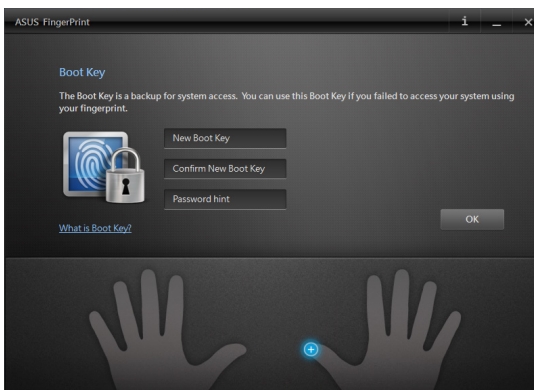 ASUS FingerPrint
Boot Key
The Boot Key is a backup for system access. You can use this Boot Key if you failed to access your system using
your fingerprint.
New Boot Key
Confirm New Boot Key
Password hint
OK
What is Boot Key?